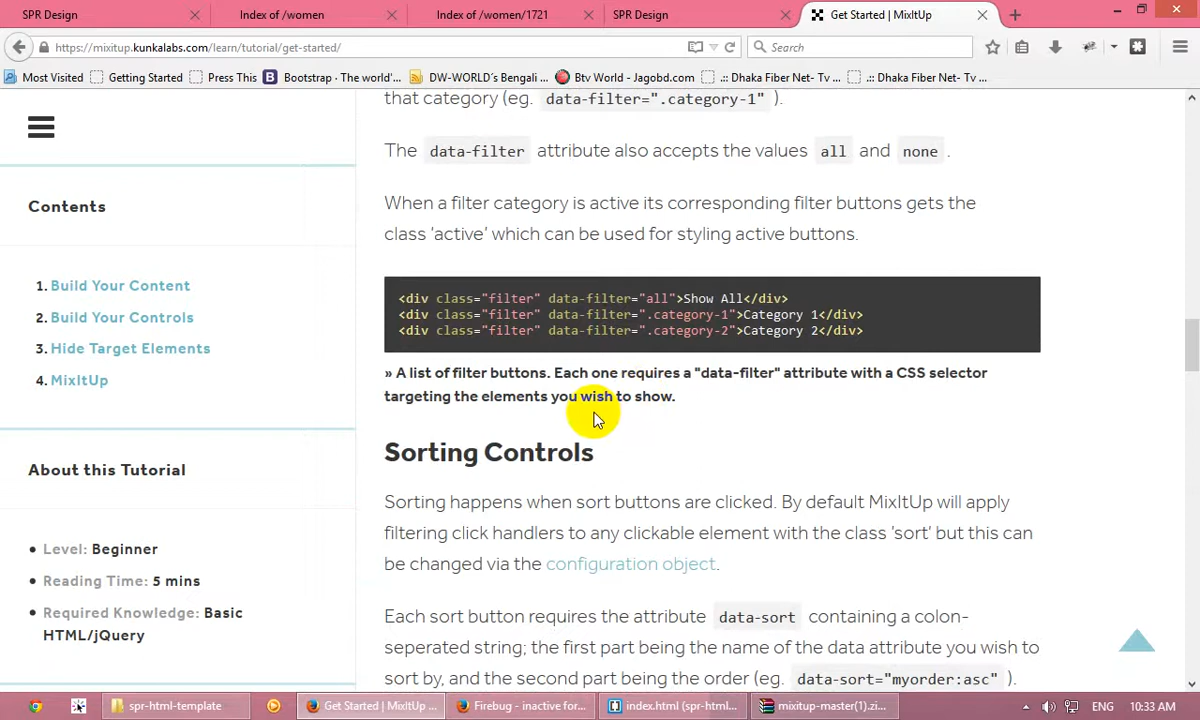 SPR Design
Index of /women
Index of /women/1721
SPR Design
Get Started | MixItUp
https://mixitup.kunkalabs.com/learn/tutorial/get-started/
Search
Most Visited
Getting Started
Press This
Bootstrap · The world'...
DW-WORLD´s Bengali ...
Btv World - Jagobd.com
.:: Dhaka Fiber Net- Tv ...
.:: Dhaka Fiber Net- Tv ...
Contents
1. Build Your Content
2. Build Your Controls
3. Hide Target Elements
4. MixItUp
About this Tutorial
Level: Beginner
Reading Time: 5 mins
Required Knowledge: Basic
HTML/jQuery
that category (eg. data-filter=".category-1" ).
The data-filter attribute also accepts the values all and none .
When a filter category is active its corresponding filter buttons gets the
class 'active' which can be used for styling active buttons.
<div class="filter" data-filter="all">Show All</div>
<div class="filter" data-filter=".category-1">Category 1</div>
<div class="filter" data-filter=".category-2">Category 2</div>
» A list of filter buttons. Each one requires a "data-filter" attribute with a CSS selector
targeting the elements you wish to show.
Sorting Controls
Sorting happens when sort buttons are clicked. By default MixItUp will apply
filtering click handlers to any clickable element with the class 'sort' but this can
be changed via the configuration object.
Each sort button requires the attribute data-sort containing a colon-
seperated string; the first part being the name of the data attribute you wish to
sort by, and the second part being the order (eg. data-sort="myorder:asc" ).
spr-html-template
Get Started | MixItUp ...
Firebug - inactive for...
index.html (spr-html...
mixitup-master(1).zi...
ENG
10:33 AM